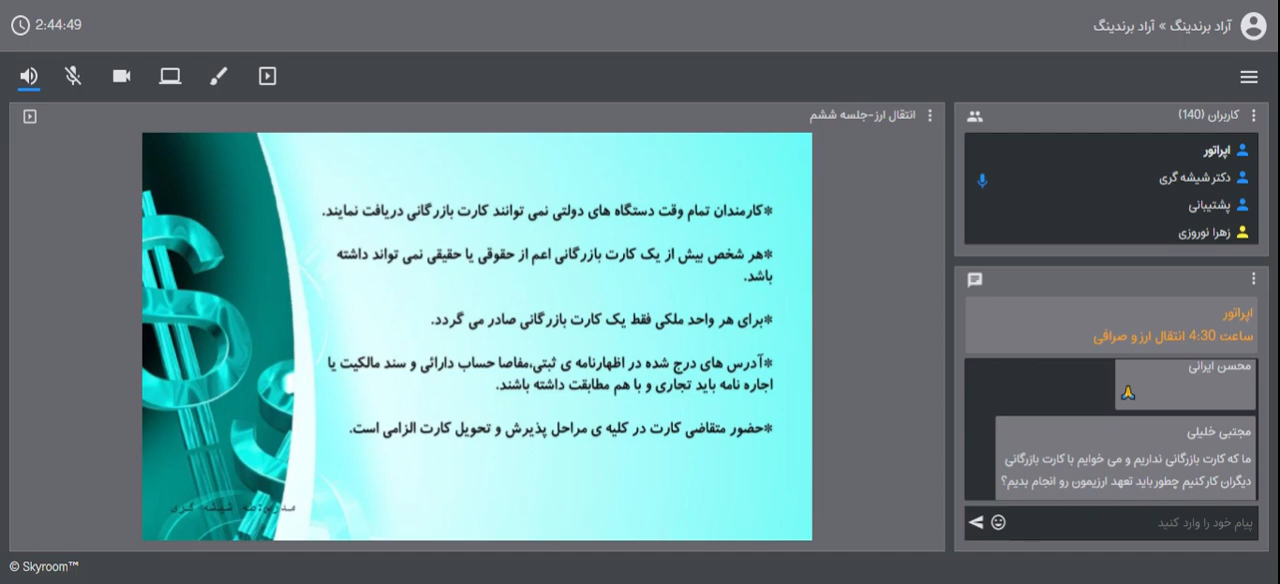 2:44:49
آراد برندینگ » آراد برندینگ
انتقال ارز-جلسه ششم
*کارمندان تمام وقت دستگاه های دولتی نمی توانند کارت بازرگانی دریافت نمایند.
*هر شخص بیش از یک کارت بازرگانی اعم از حقوقی یا حقیقی نمی تواند داشته
باشد.
*برای هر واحد ملکی فقط یک کارت بازرگانی صادر می گردد.
*آدرس های درج شده در اظهارنامه ی ثبتی،مفاصا حساب دارائی و سند مالکیت یا
اجاره نامه باید تجاری و با هم مطابقت داشته باشند.
*حضور متقاضی کارت در کلیه ی مراحل پذیرش و تحویل کارت الزامی است.
شیشه گری
کاربران (140)
اپراتور
دکتر شیشه گری
پشتیبانی
زهرا نوروزی
اپراتور
ساعت 4:30 انتقال ارز و صرافی
محسن ایرانی
🙏
مجتبی خلیلی
ما که کارت بازرگانی نداریم و می خوایم با کارت بازرگانی
دیگران کار کنیم چطور باید تعهد ارزیمون رو انجام بدیم؟
پیام خود را وارد کنید
© Skyroom™